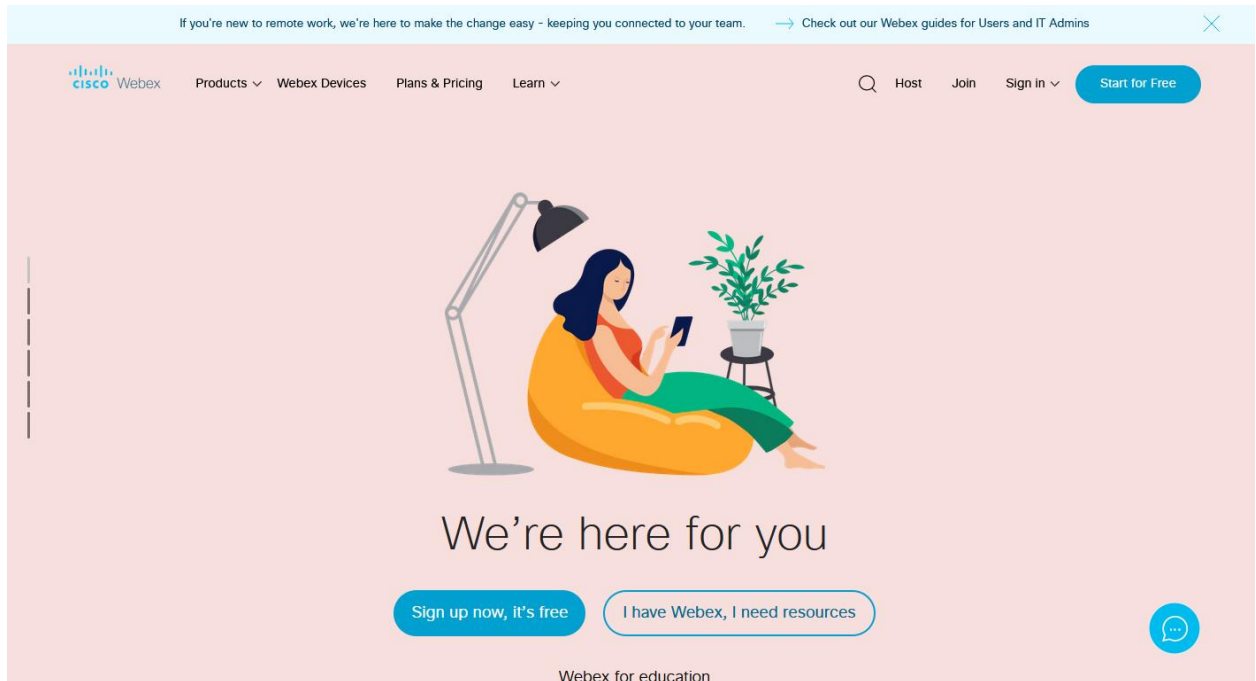 If you're new to remote work, we're here to make the change easy - keeping you connected to your team. Check out our Webex guides for Users and IT Admins
cisco Webex Products Webex Devices Plans & Pricing Learn Host Join Sign in Start for Free
We're here for you
Sign up now, it's free I have Webex, I need resources
Webex for education